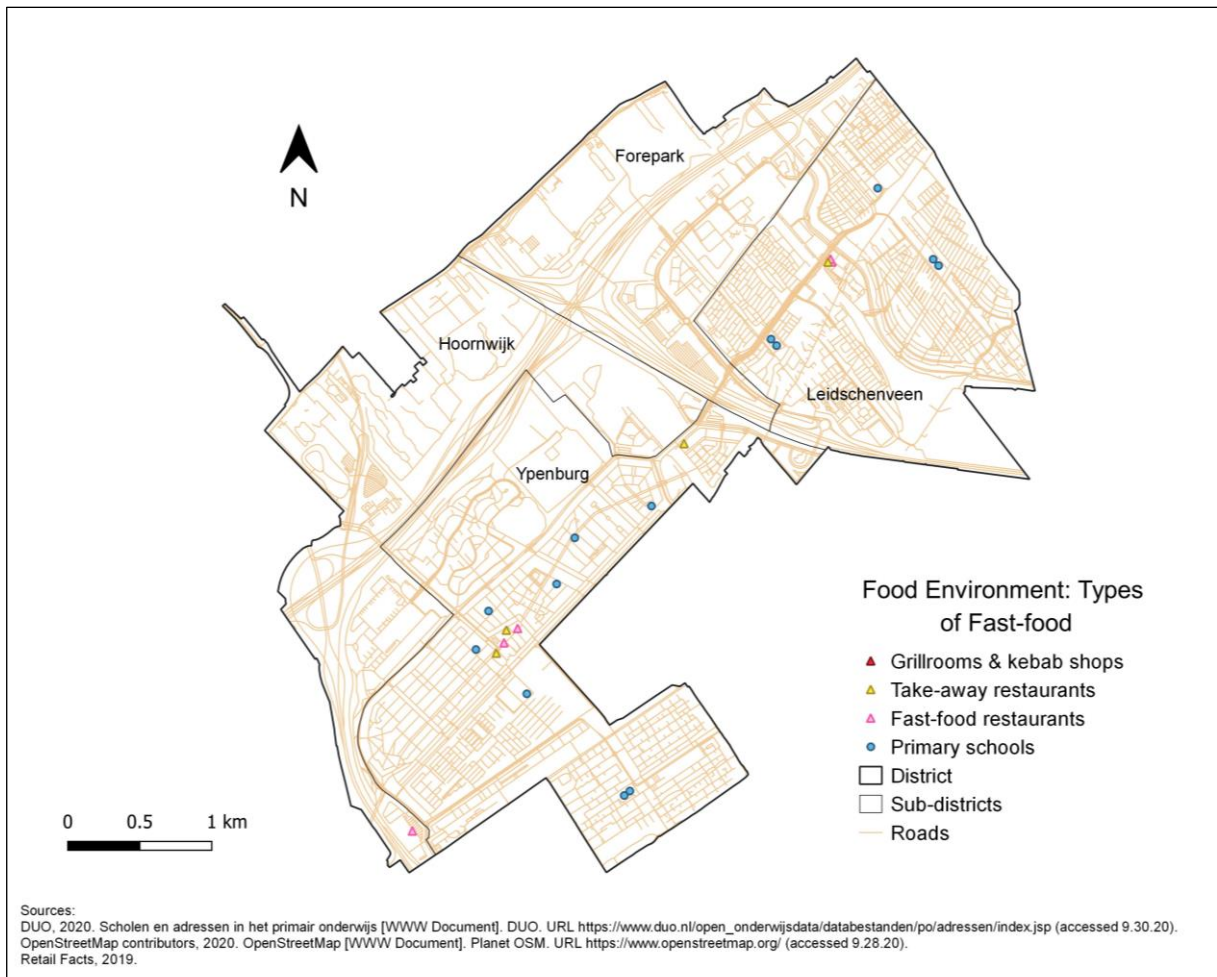 Forepark
N
Hoornwijk
Leidschenveen
Ypenburg
Food Environment: Types
of Fast-food
Grillrooms & kebab shops
Take-away restaurants
Fast-food restaurants
Primary schools
District
Sub-districts
Roads
0 0.5 1 km
Sources:
DUO, 2020. Scholen en adressen in het primair onderwijs [WWW Document]. DUO. URL https://www.duo.nl/open_onderwijsdata/databestanden/po/adressen/index.jsp (accessed 9.30.20).
OpenStreetMap contributors, 2020. OpenStreetMap [WWW Document]. Planet OSM. URL https://www.openstreetmap.org/ (accessed 9.28.20).
Retail Facts, 2019.